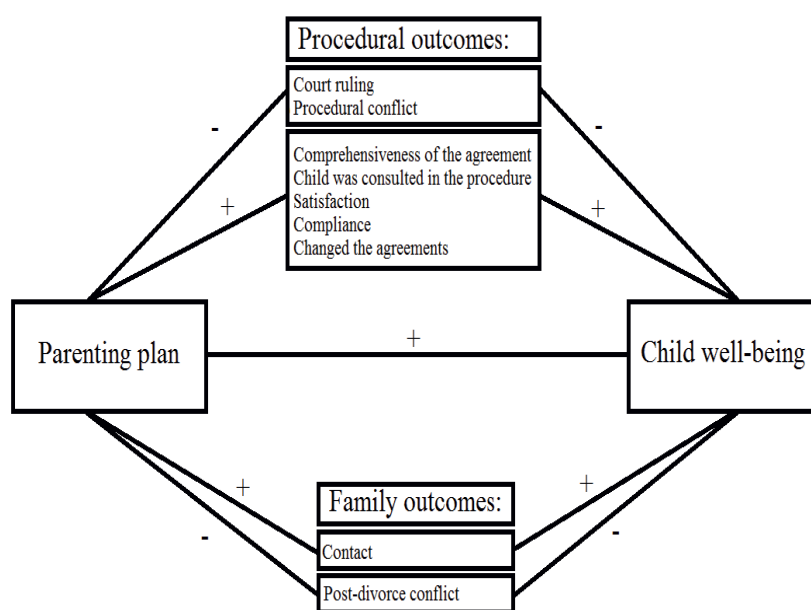 Procedural outcomes:
Court ruling
Procedural conflict
-
-
Comprehensiveness of the agreement
Child was consulted in the procedure
Satisfaction
Compliance
Changed the agreements
+
+
Parenting plan
+
Child well-being
+
+
Family outcomes:
-
-
Contact
Post-divorce conflict